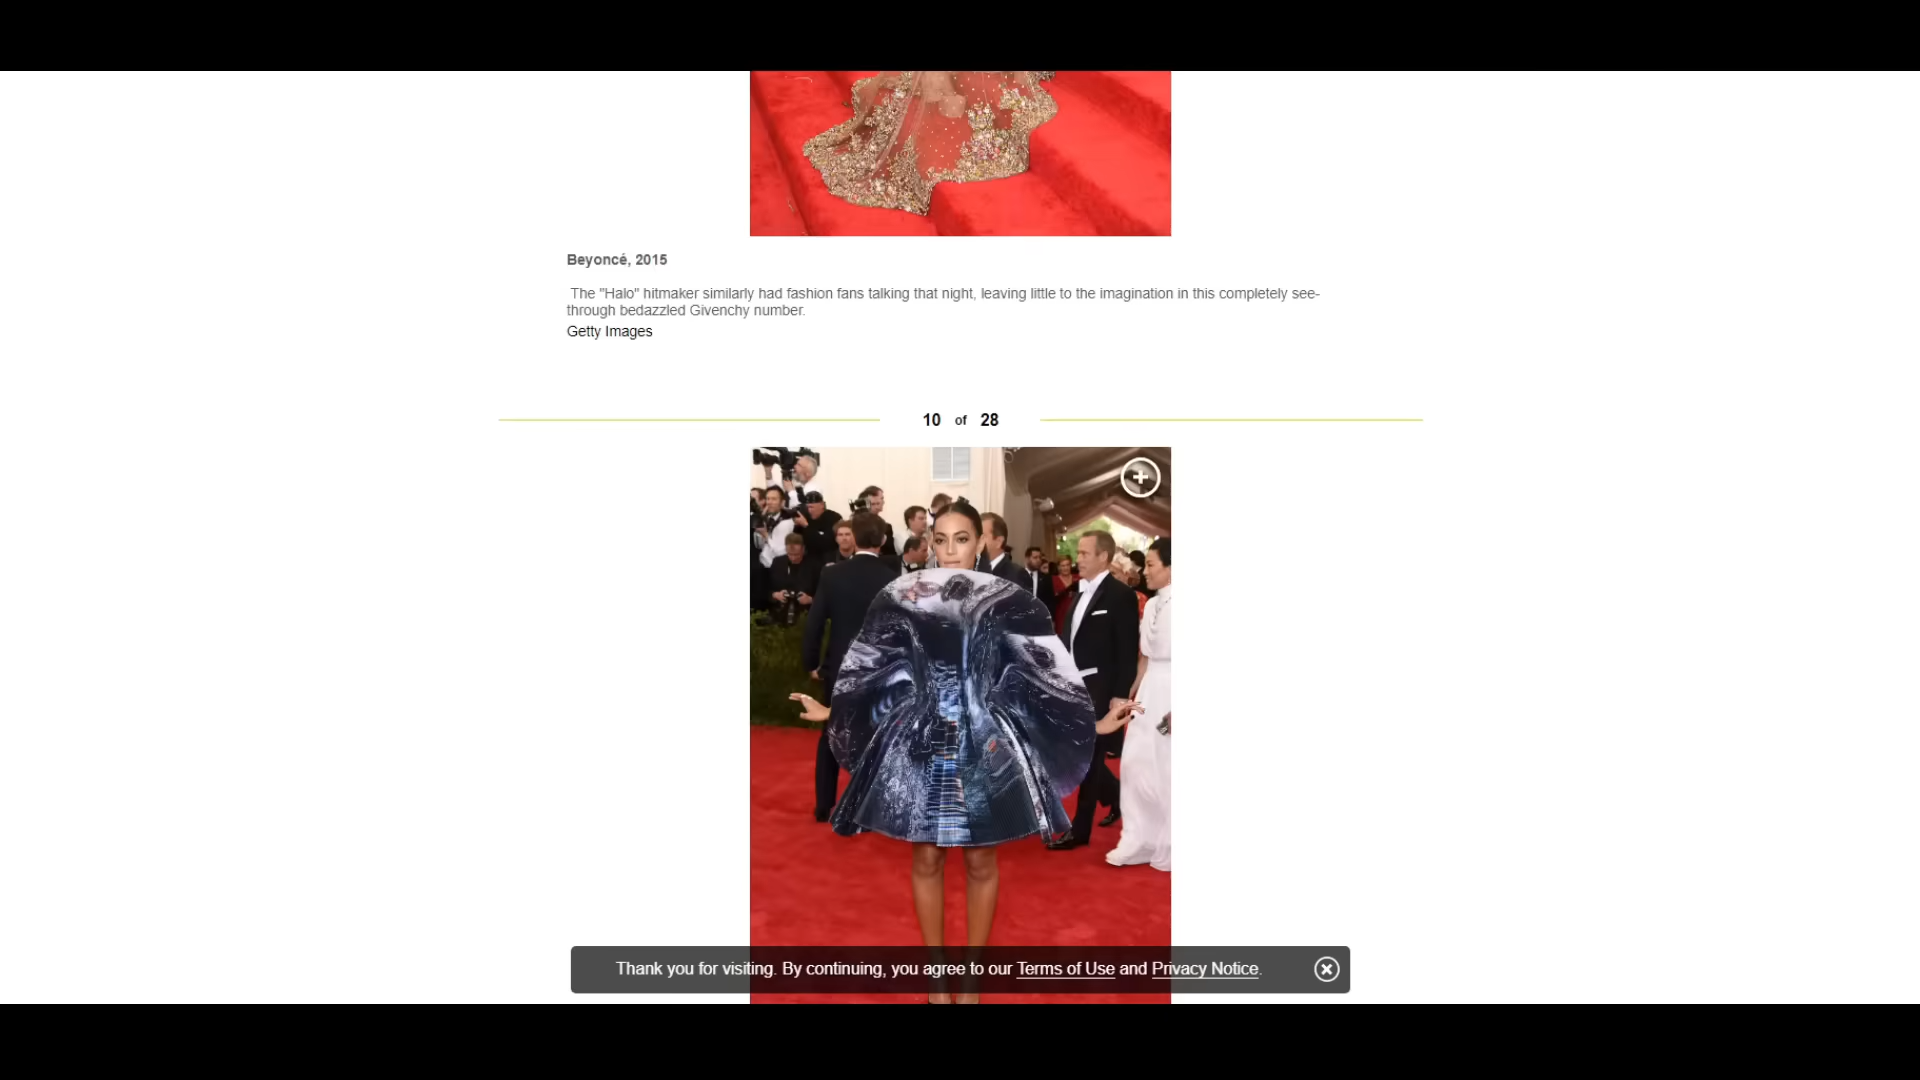 Beyoncé, 2015
The "Halo" hitmaker similarly had fashion fans talking that night, leaving little to the imagination in this completely see-
through bedazzled Givenchy number.
Getty Images
10 of 28
Thank you for visiting. By continuing, you agree to our Terms of Use and Privacy Notice.